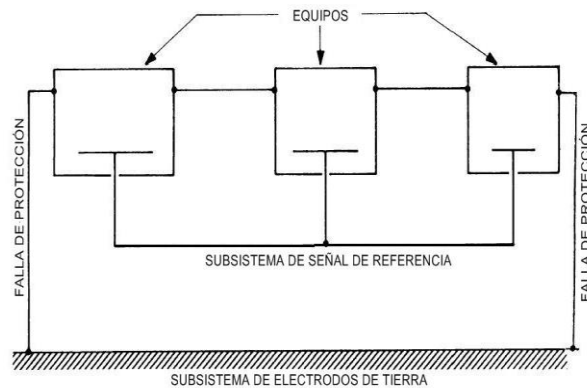 EQUIPOS
FALLA DE PROTECCIÓN
FALLA DE PROTECCIÓN
SUBSISTEMA DE SEÑAL DE REFERENCIA
SUBSISTEMA DE ELECTRODOS DE TIERRA